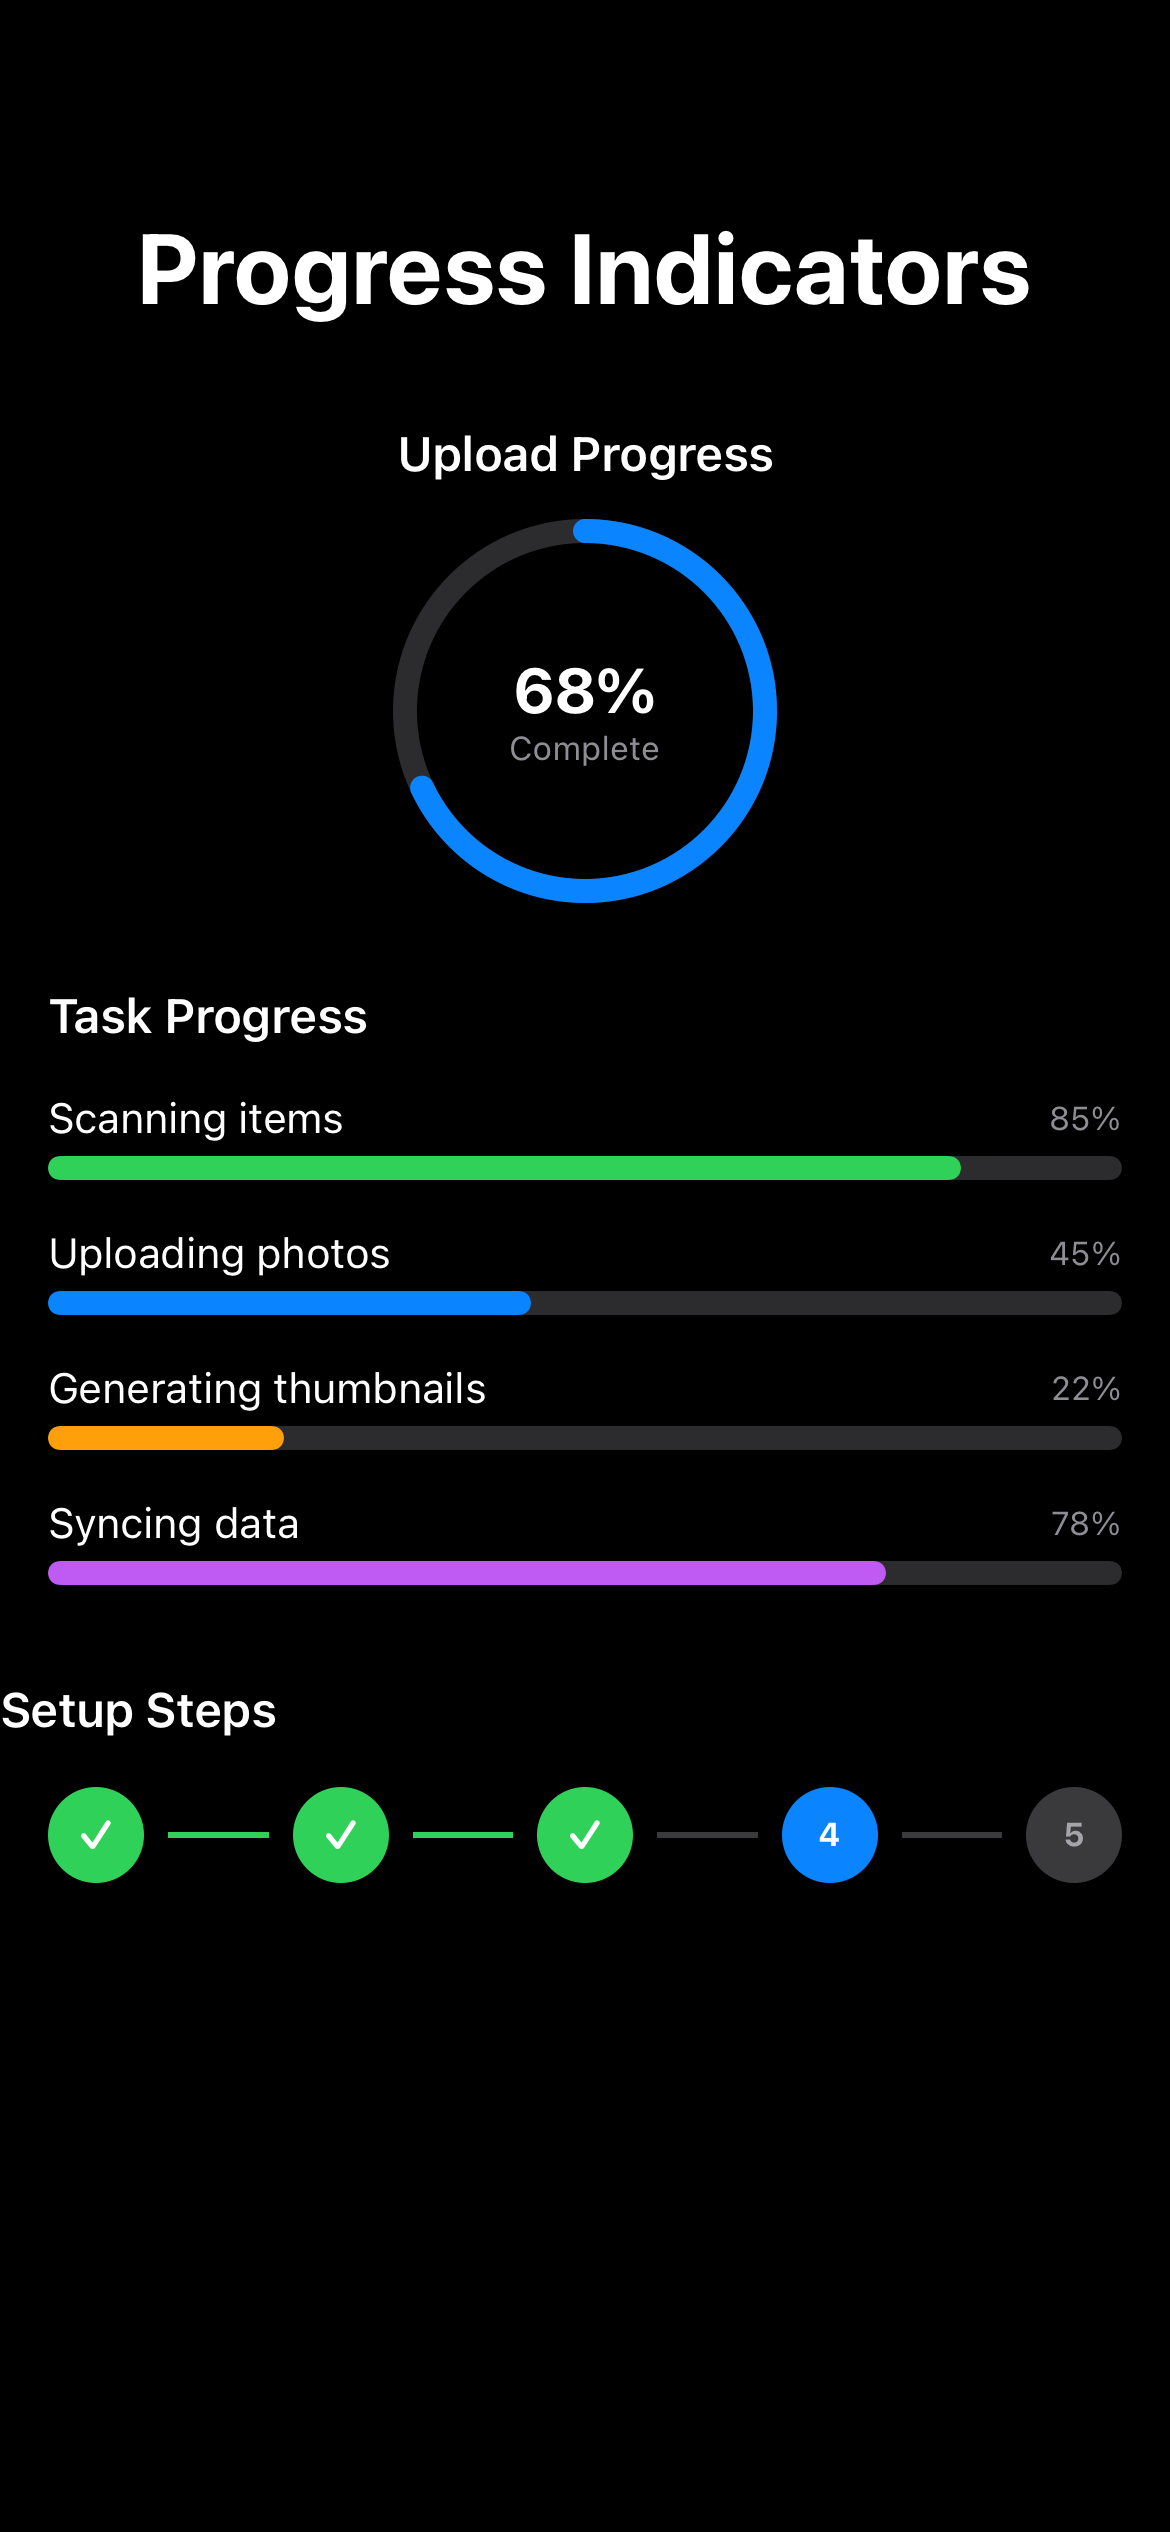 Progress Indicators
Upload Progress
68%
Complete
Task Progress
Scanning items 85%
Uploading photos 45%
Generating thumbnails 22%
Syncing data 78%
Setup Steps
4 5